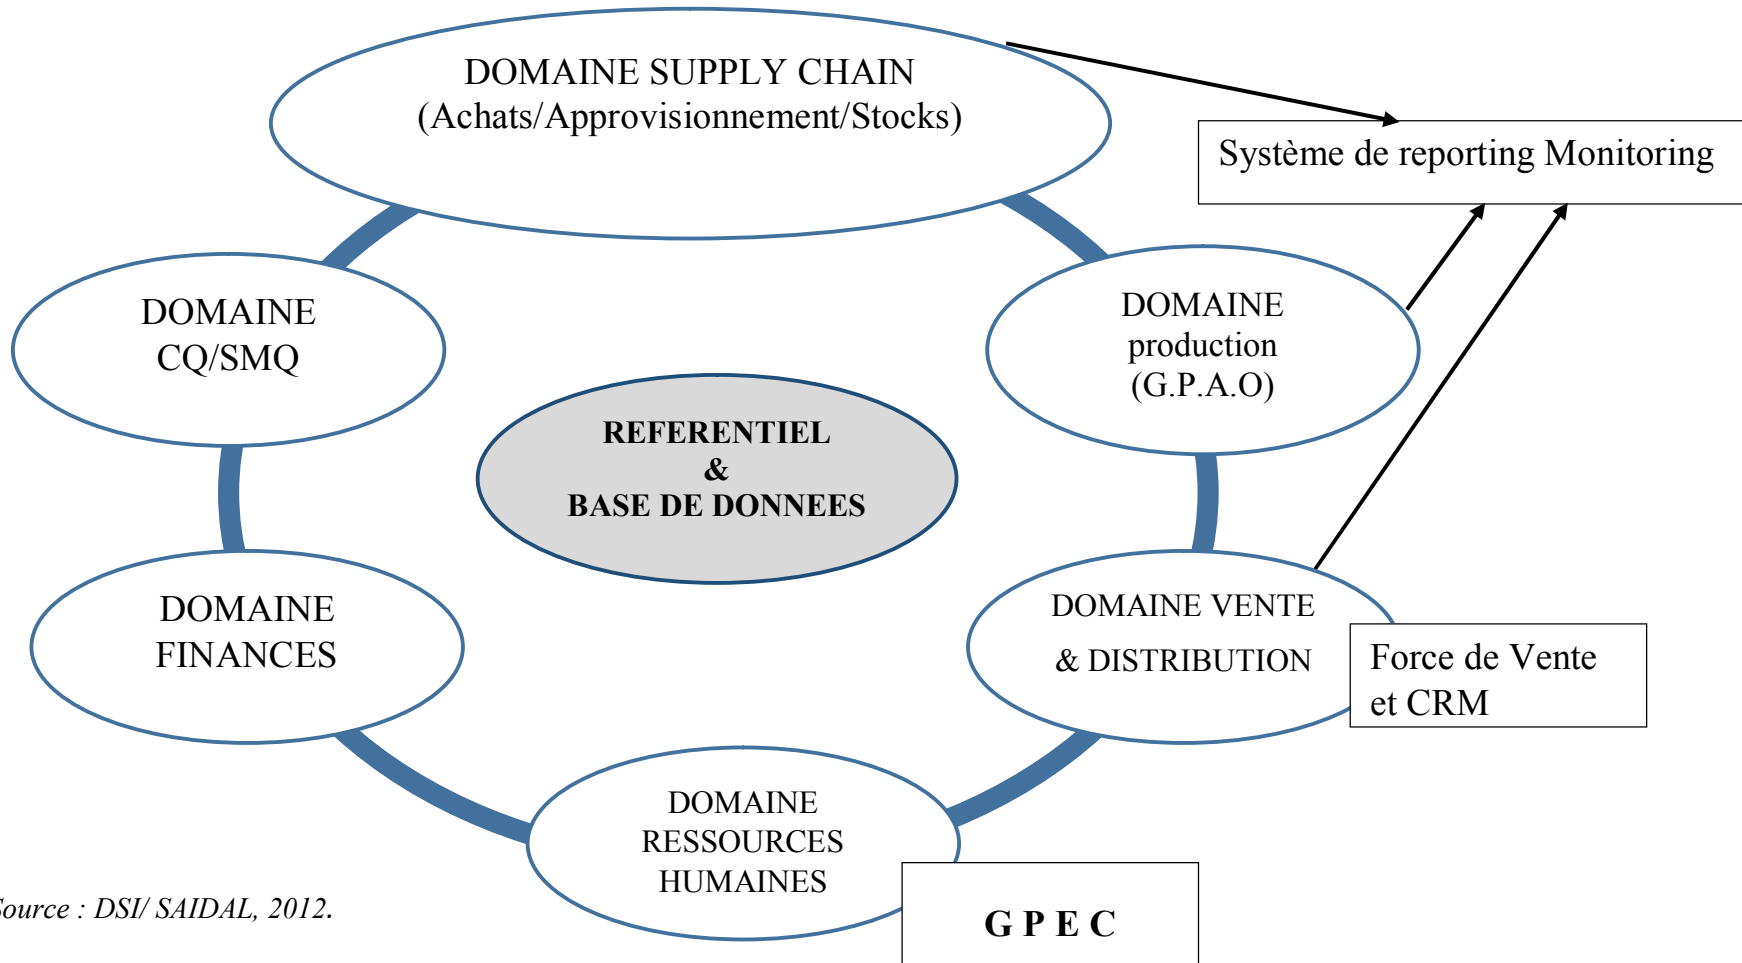 DOMAINE SUPPLY CHAIN
(Achats/Approvisionnement/Stocks)
Système de reporting Monitoring
DOMAINE
CQ/SMQ
DOMAINE
production
(G.P.A.O)
REFERENTIEL
&
BASE DE DONNEES
DOMAINE
FINANCES
DOMAINE VENTE
& DISTRIBUTION
Force de Vente
et CRM
DOMAINE
RESSOURCES
HUMAINES
G P E C
Source : DSI/ SAIDAL, 2012.